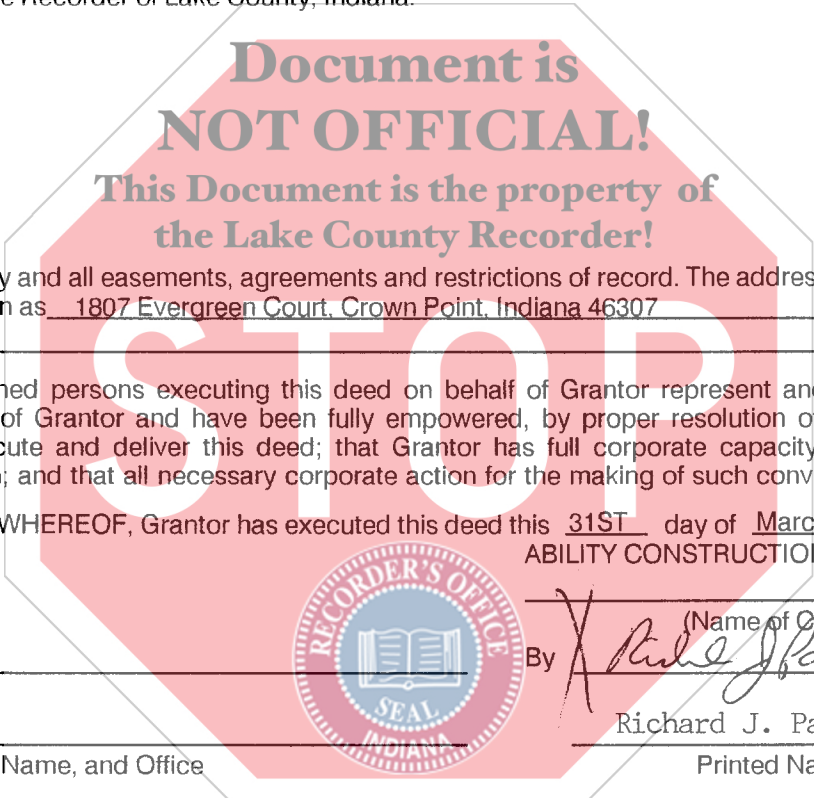 e Recorder of Lake County, Indiana.
Document is
NOT OFFICIAL!
This Document is the property of
the Lake County Recorder!
y and all easements, agreements and restrictions of record. The addres
n as 1807 Evergreen Court, Crown Point, Indiana 46307
STOP
ned persons executing this deed on behalf of Grantor represent and
of Grantor and have been fully empowered, by proper resolution of
cute and deliver this deed; that Grantor has full corporate capacity
; and that all necessary corporate action for the making of such conv
WHEREOF, Grantor has executed this deed this 31ST day of Marc
ABILITY CONSTRUCTION
(Name of C
By X
RECORDER'S OFFICE
SEAL
INDIANA
Richard J. Pa
Name, and Office
Printed Na